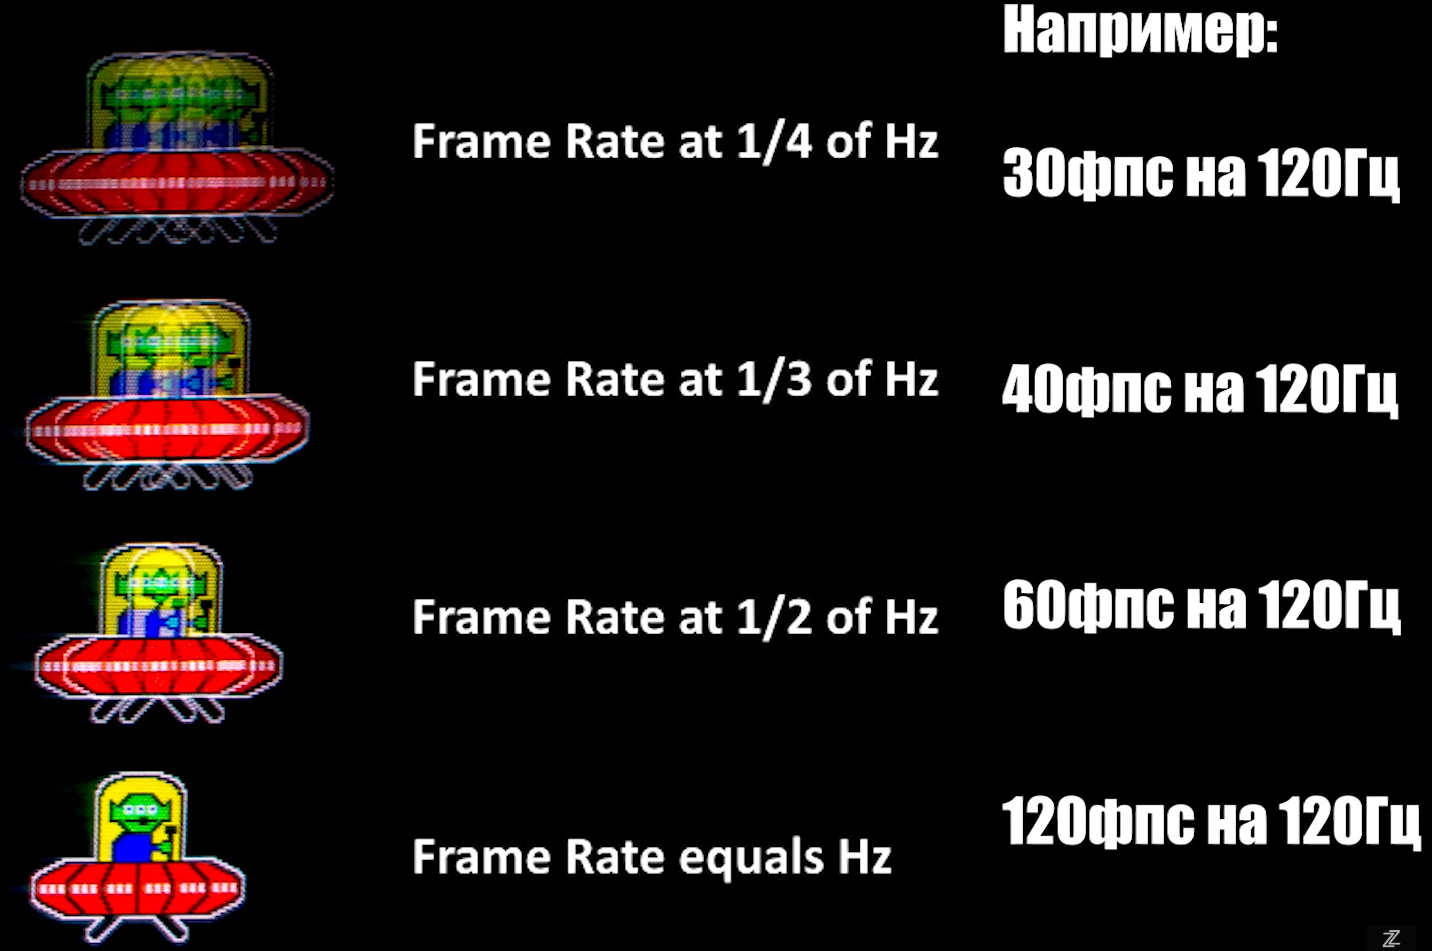 Например:
Frame Rate at 1/4 of Hz
30фпс на 120Гц
Frame Rate at 1/3 of Hz
40фпс на 120Гц
Frame Rate at 1/2 of Hz
60фпс на 120Гц
Frame Rate equals Hz
120фпс на 120Гц